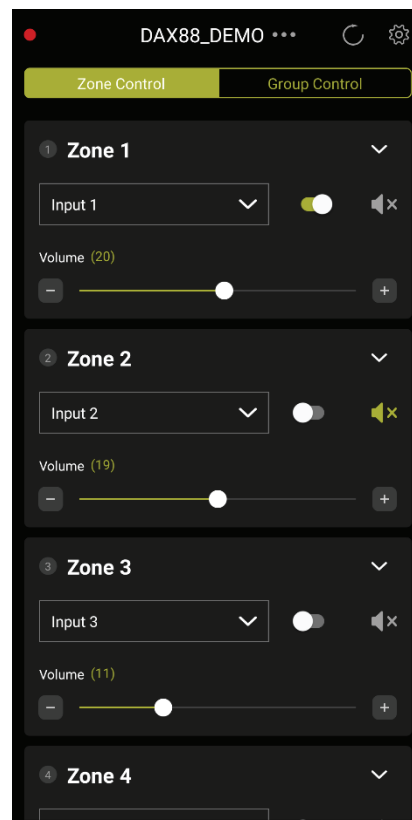 DAX88_DEMO •••
Zone Control Group Control
1 Zone 1
Input 1
Volume (20)
− +
2 Zone 2
Input 2
Volume (19)
− +
3 Zone 3
Input 3
Volume (11)
− +
4 Zone 4